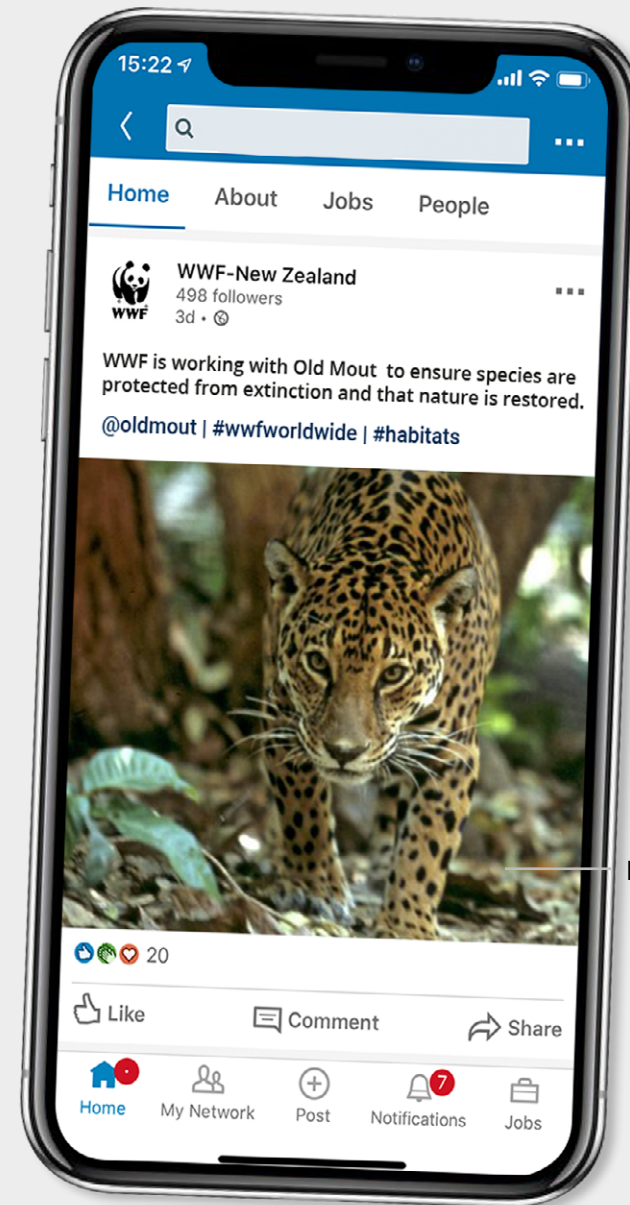 15:22
Home About Jobs People
WWF-New Zealand
498 followers
WWF
3d •
WWF is working with Old Mout to ensure species are
protected from extinction and that nature is restored.
@oldmout | #wwfworldwide | #habitats
20
Like Comment Share
7
Home My Network Post Notifications Jobs